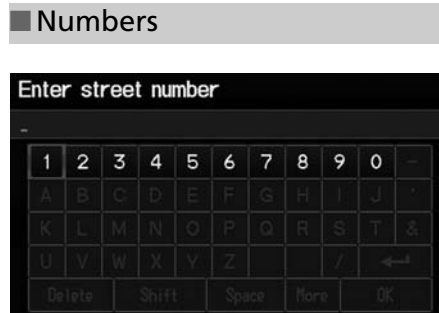 ■ Numbers
Enter street number
-
1 2 3 4 5 6 7 8 9 0 -
A B C D E F G H I J '
K L M N O P Q R S T &
U V W X Y Z /
Delete Shift Space More OK